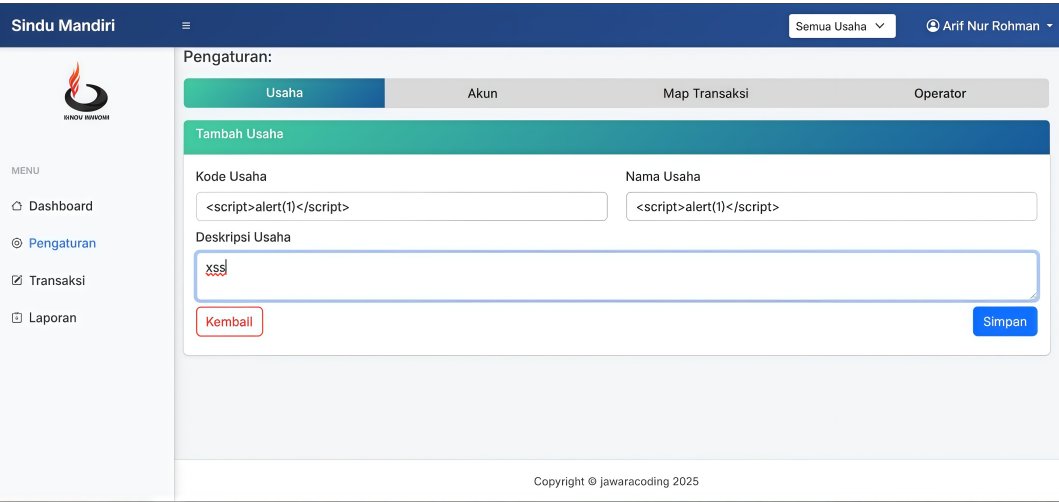 Sindu Mandiri
Semua Usaha
Arif Nur Rohman
Pengaturan:
Usaha
Akun
Map Transaksi
Operator
Tambah Usaha
MENU
Dashboard
Pengaturan
Transaksi
Laporan
Kode Usaha
Nama Usaha
<script>alert(1)</script>
<script>alert(1)</script>
Deskripsi Usaha
xss
Kembail
Simpan
Copyright © jawaracoding 2025